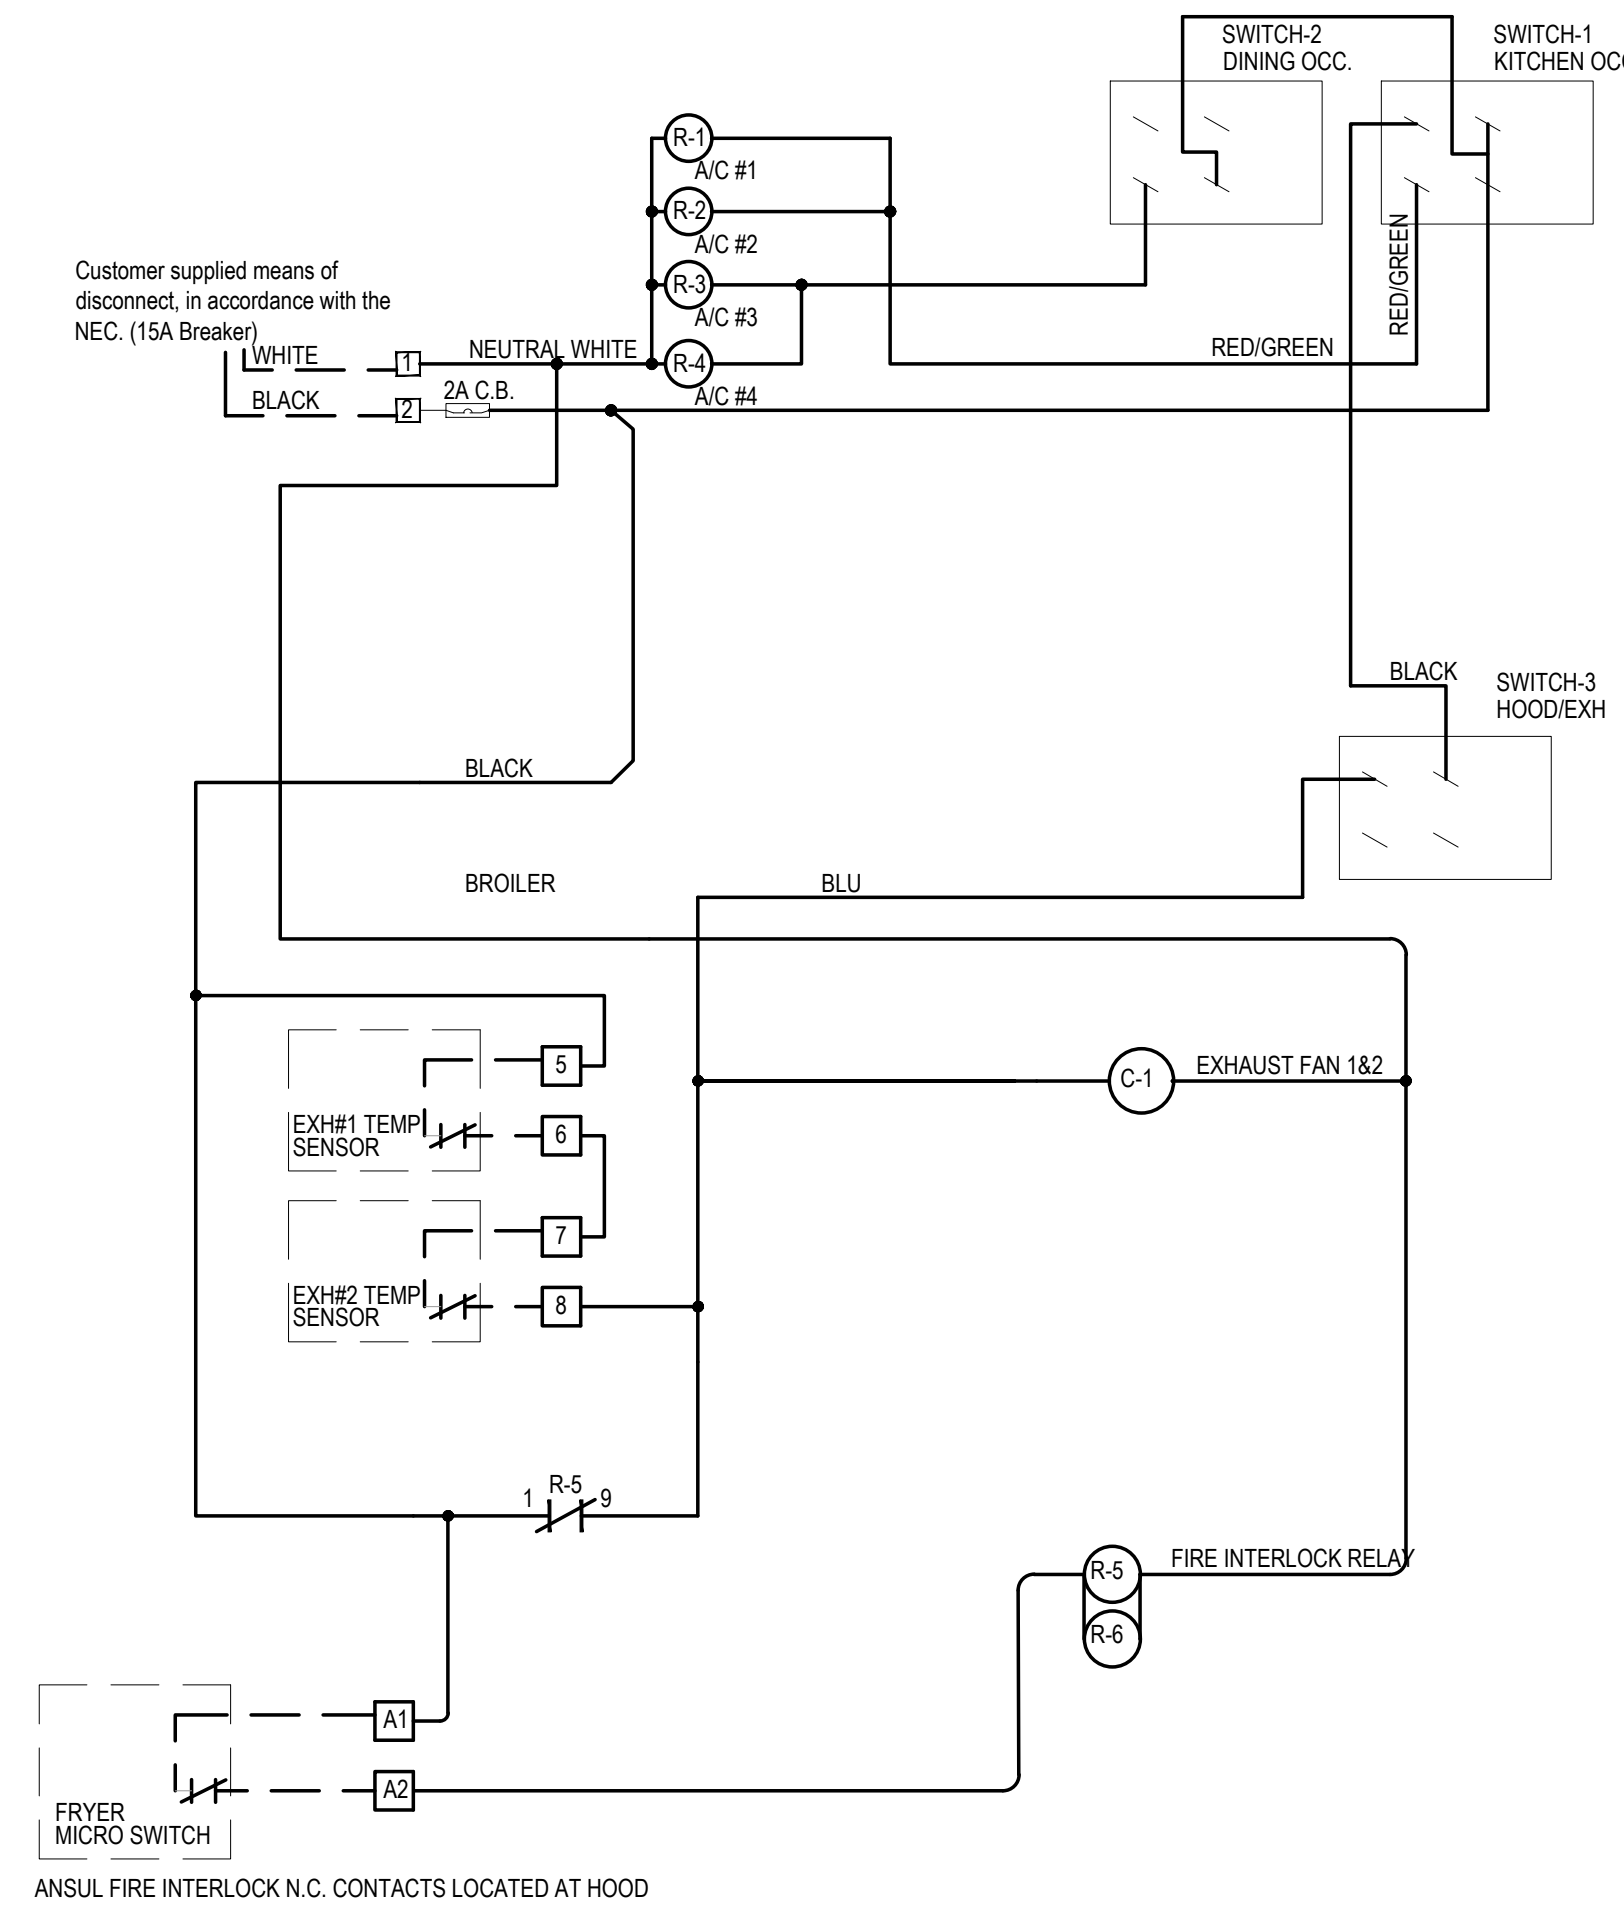 SWITCH-2
DINING OCC.
SWITCH-1
KITCHEN OC
R-1
A/C #1
R-2
A/C #2
R-3
A/C #3
R-4
A/C #4
Customer supplied means of
disconnect, in accordance with the
NEC. (15A Breaker)
WHITE
1
NEUTRAL WHITE
BLACK
2
2A C.B.
RED/GREEN
RED/GREEN
BLACK
SWITCH-3
HOOD/EXH
BLACK
BROILER
BLU
5
EXH#1 TEMP
SENSOR
6
7
EXH#2 TEMP
SENSOR
8
C-1
EXHAUST FAN 1&2
1
R-5
9
R-5
FIRE INTERLOCK RELAY
R-6
A1
A2
FRYER
MICRO SWITCH
ANSUL FIRE INTERLOCK N.C. CONTACTS LOCATED AT HOOD